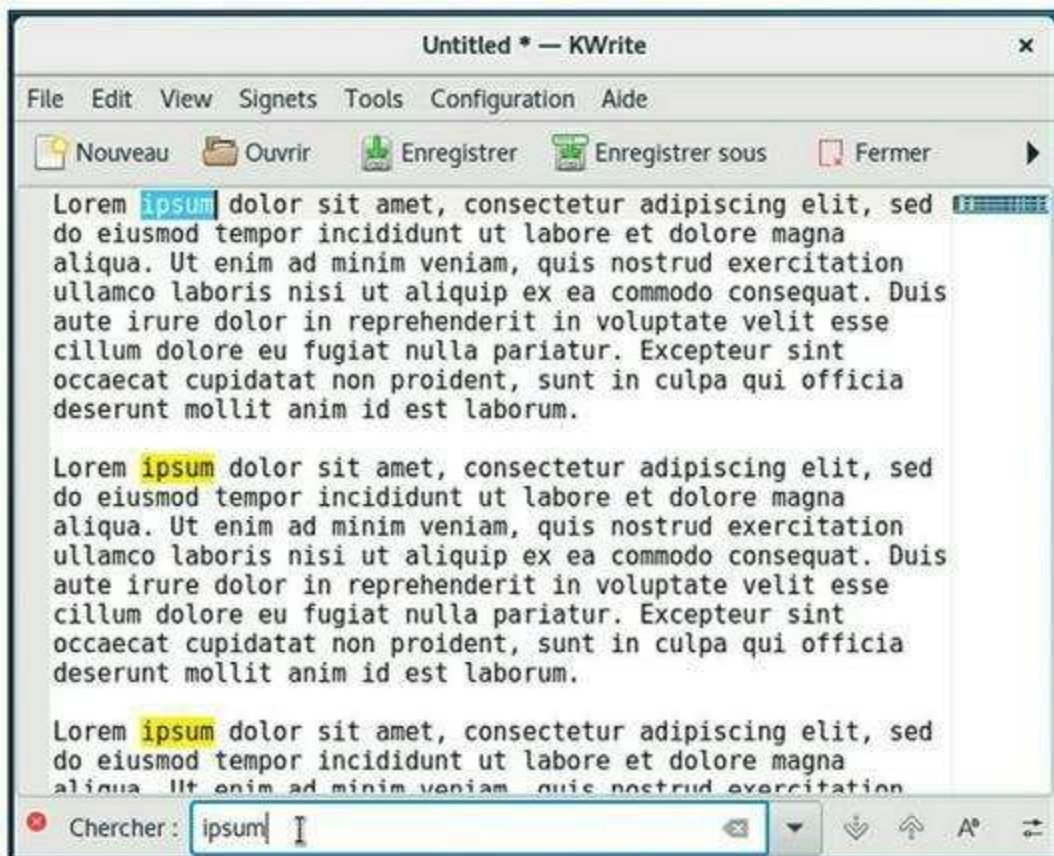 Untitled * — KWrite
File Edit View Signets Tools Configuration Aide
Nouveau Ouvrir Enregistrer Enregistrer sous Fermer
Lorem ipsum dolor sit amet, consectetur adipiscing elit, sed
do eiusmod tempor incididunt ut labore et dolore magna
aliqua. Ut enim ad minim veniam, quis nostrud exercitation
ullamco laboris nisi ut aliquip ex ea commodo consequat. Duis
aute irure dolor in reprehenderit in voluptate velit esse
cillum dolore eu fugiat nulla pariatur. Excepteur sint
occaecat cupidatat non proident, sunt in culpa qui officia
deserunt mollit anim id est laborum.
Lorem ipsum dolor sit amet, consectetur adipiscing elit, sed
do eiusmod tempor incididunt ut labore et dolore magna
aliqua. Ut enim ad minim veniam, quis nostrud exercitation
ullamco laboris nisi ut aliquip ex ea commodo consequat. Duis
aute irure dolor in reprehenderit in voluptate velit esse
cillum dolore eu fugiat nulla pariatur. Excepteur sint
occaecat cupidatat non proident, sunt in culpa qui officia
deserunt mollit anim id est laborum.
Lorem ipsum dolor sit amet, consectetur adipiscing elit, sed
do eiusmod tempor incididunt ut labore et dolore magna
aliqua. Ut enim ad minim veniam, quis nostrud exercitation
Chercher : ipsum